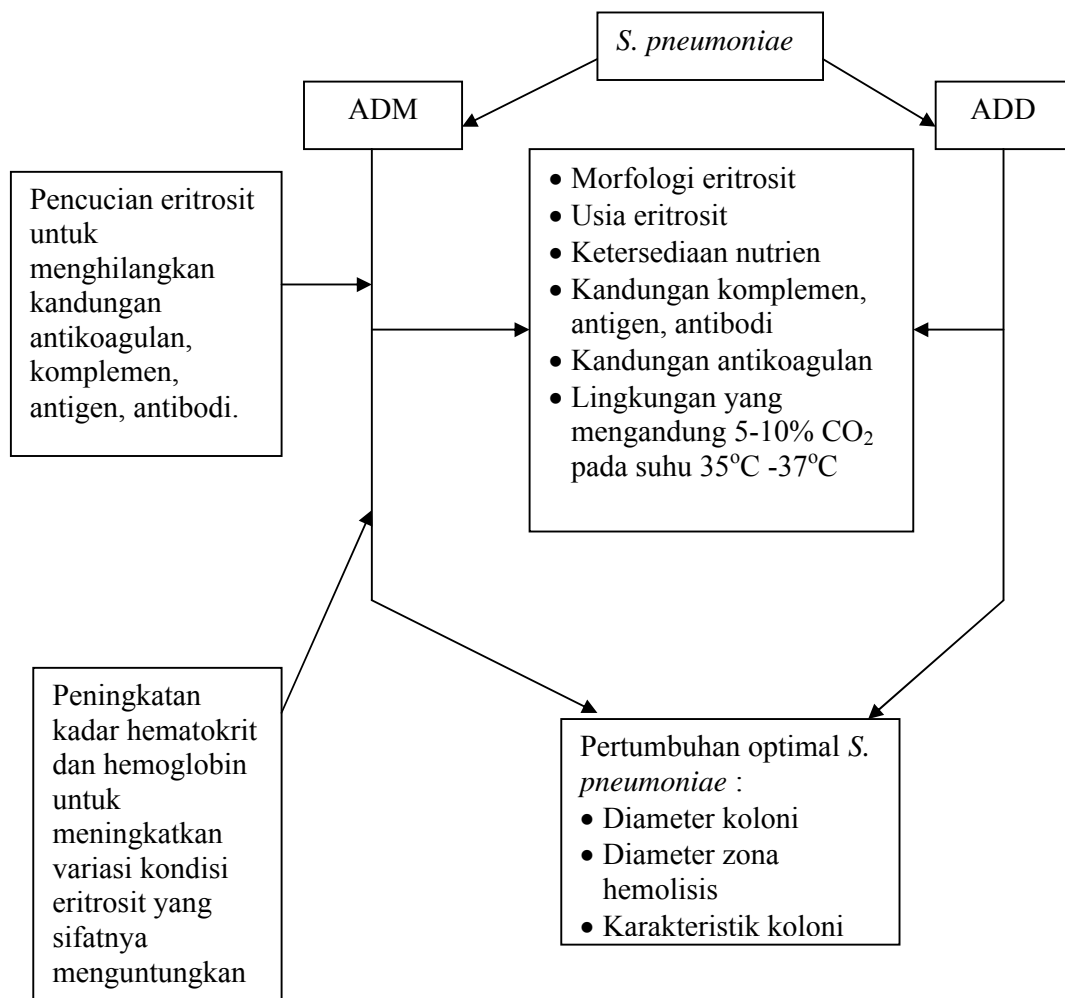 S. pneumoniae
ADM
ADD
Pencucian eritrosit
untuk
menghilangkan
kandungan
antikoagulan,
komplemen,
antigen, antibodi.
• Morfologi eritrosit
• Usia eritrosit
• Ketersediaan nutrien
• Kandungan komplemen,
antigen, antibodi
• Kandungan antikoagulan
• Lingkungan yang
mengandung 5-10% CO₂
pada suhu 35°C -37°C
Peningkatan
kadar hematokrit
dan hemoglobin
untuk
meningkatkan
variasi kondisi
eritrosit yang
sifatnya
menguntungkan
Pertumbuhan optimal S.
pneumoniae :
• Diameter koloni
• Diameter zona
hemolisis
• Karakteristik koloni